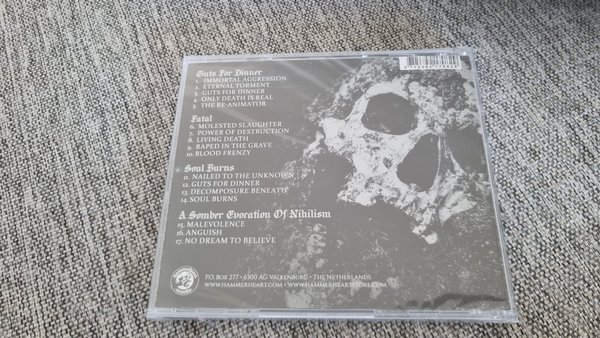 Guts For Dinner
1. IMMORTAL AGGRESSION
2. ETERNAL TORMENT
3. GUTS FOR DINNER
4. ONLY DEATH IS REAL
5. THE RE-ANIMATOR
Fatal
6. MOLESTED SLAUGHTER
7. POWER OF DESTRUCTION
8. LIVING DEATH
9. RAPED IN THE GRAVE
10. BLOOD FRENZY
Soul Burns
11. NAILED TO THE UNKNOWN
12. GUTS FOR DINNER
13. DECOMPOSURE BENEATH
14. SOUL BURNS
A Somber Evocation Of Nihilism
15. MALEVOLENCE
16. ANGUISH
17. NO DREAM TO BELIEVE
P.O. BOX 277 • 6300 AG VALKENBURG • THE NETHERLANDS
WWW.HAMMERHEART.COM • WWW.HAMMERHEARTSTORE.COM